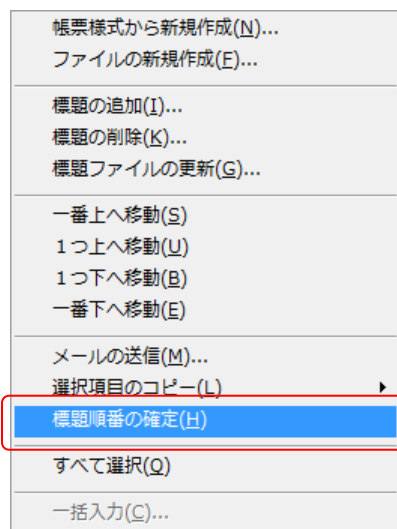 帳票様式から新規作成(N)...
ファイルの新規作成(F)...
標題の追加(I)...
標題の削除(K)...
標題ファイルの更新(G)...
一番上へ移動(S)
1つ上へ移動(U)
1つ下へ移動(B)
一番下へ移動(E)
メールの送信(M)...
選択項目のコピー(L)
標題順番の確定(H)
すべて選択(Q)
一括入力(C)...